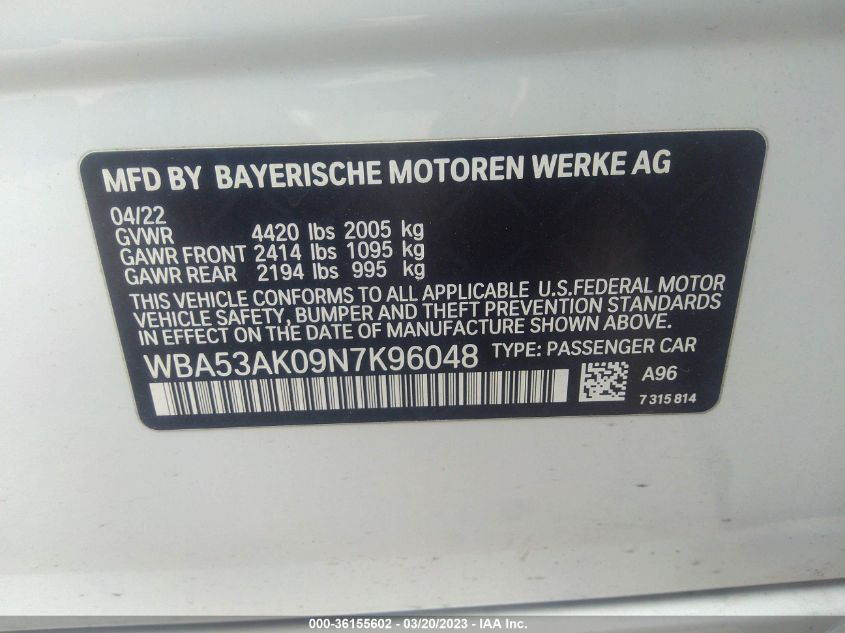 MFD BY BAYERISCHE MOTOREN WERKE AG
04/22
GVWR 4420 lbs 2005 kg
GAWR FRONT 2414 lbs 1095 kg
GAWR REAR 2194 lbs 995 kg
THIS VEHICLE CONFORMS TO ALL APPLICABLE U.S.FEDERAL MOTOR
VEHICLE SAFETY, BUMPER AND THEFT PREVENTION STANDARDS
IN EFFECT ON THE DATE OF MANUFACTURE SHOWN ABOVE.
WBA53AK09N7K96048 TYPE: PASSENGER CAR
A96
7 315 814
000-36155602 - 03/20/2023 - IAA Inc.